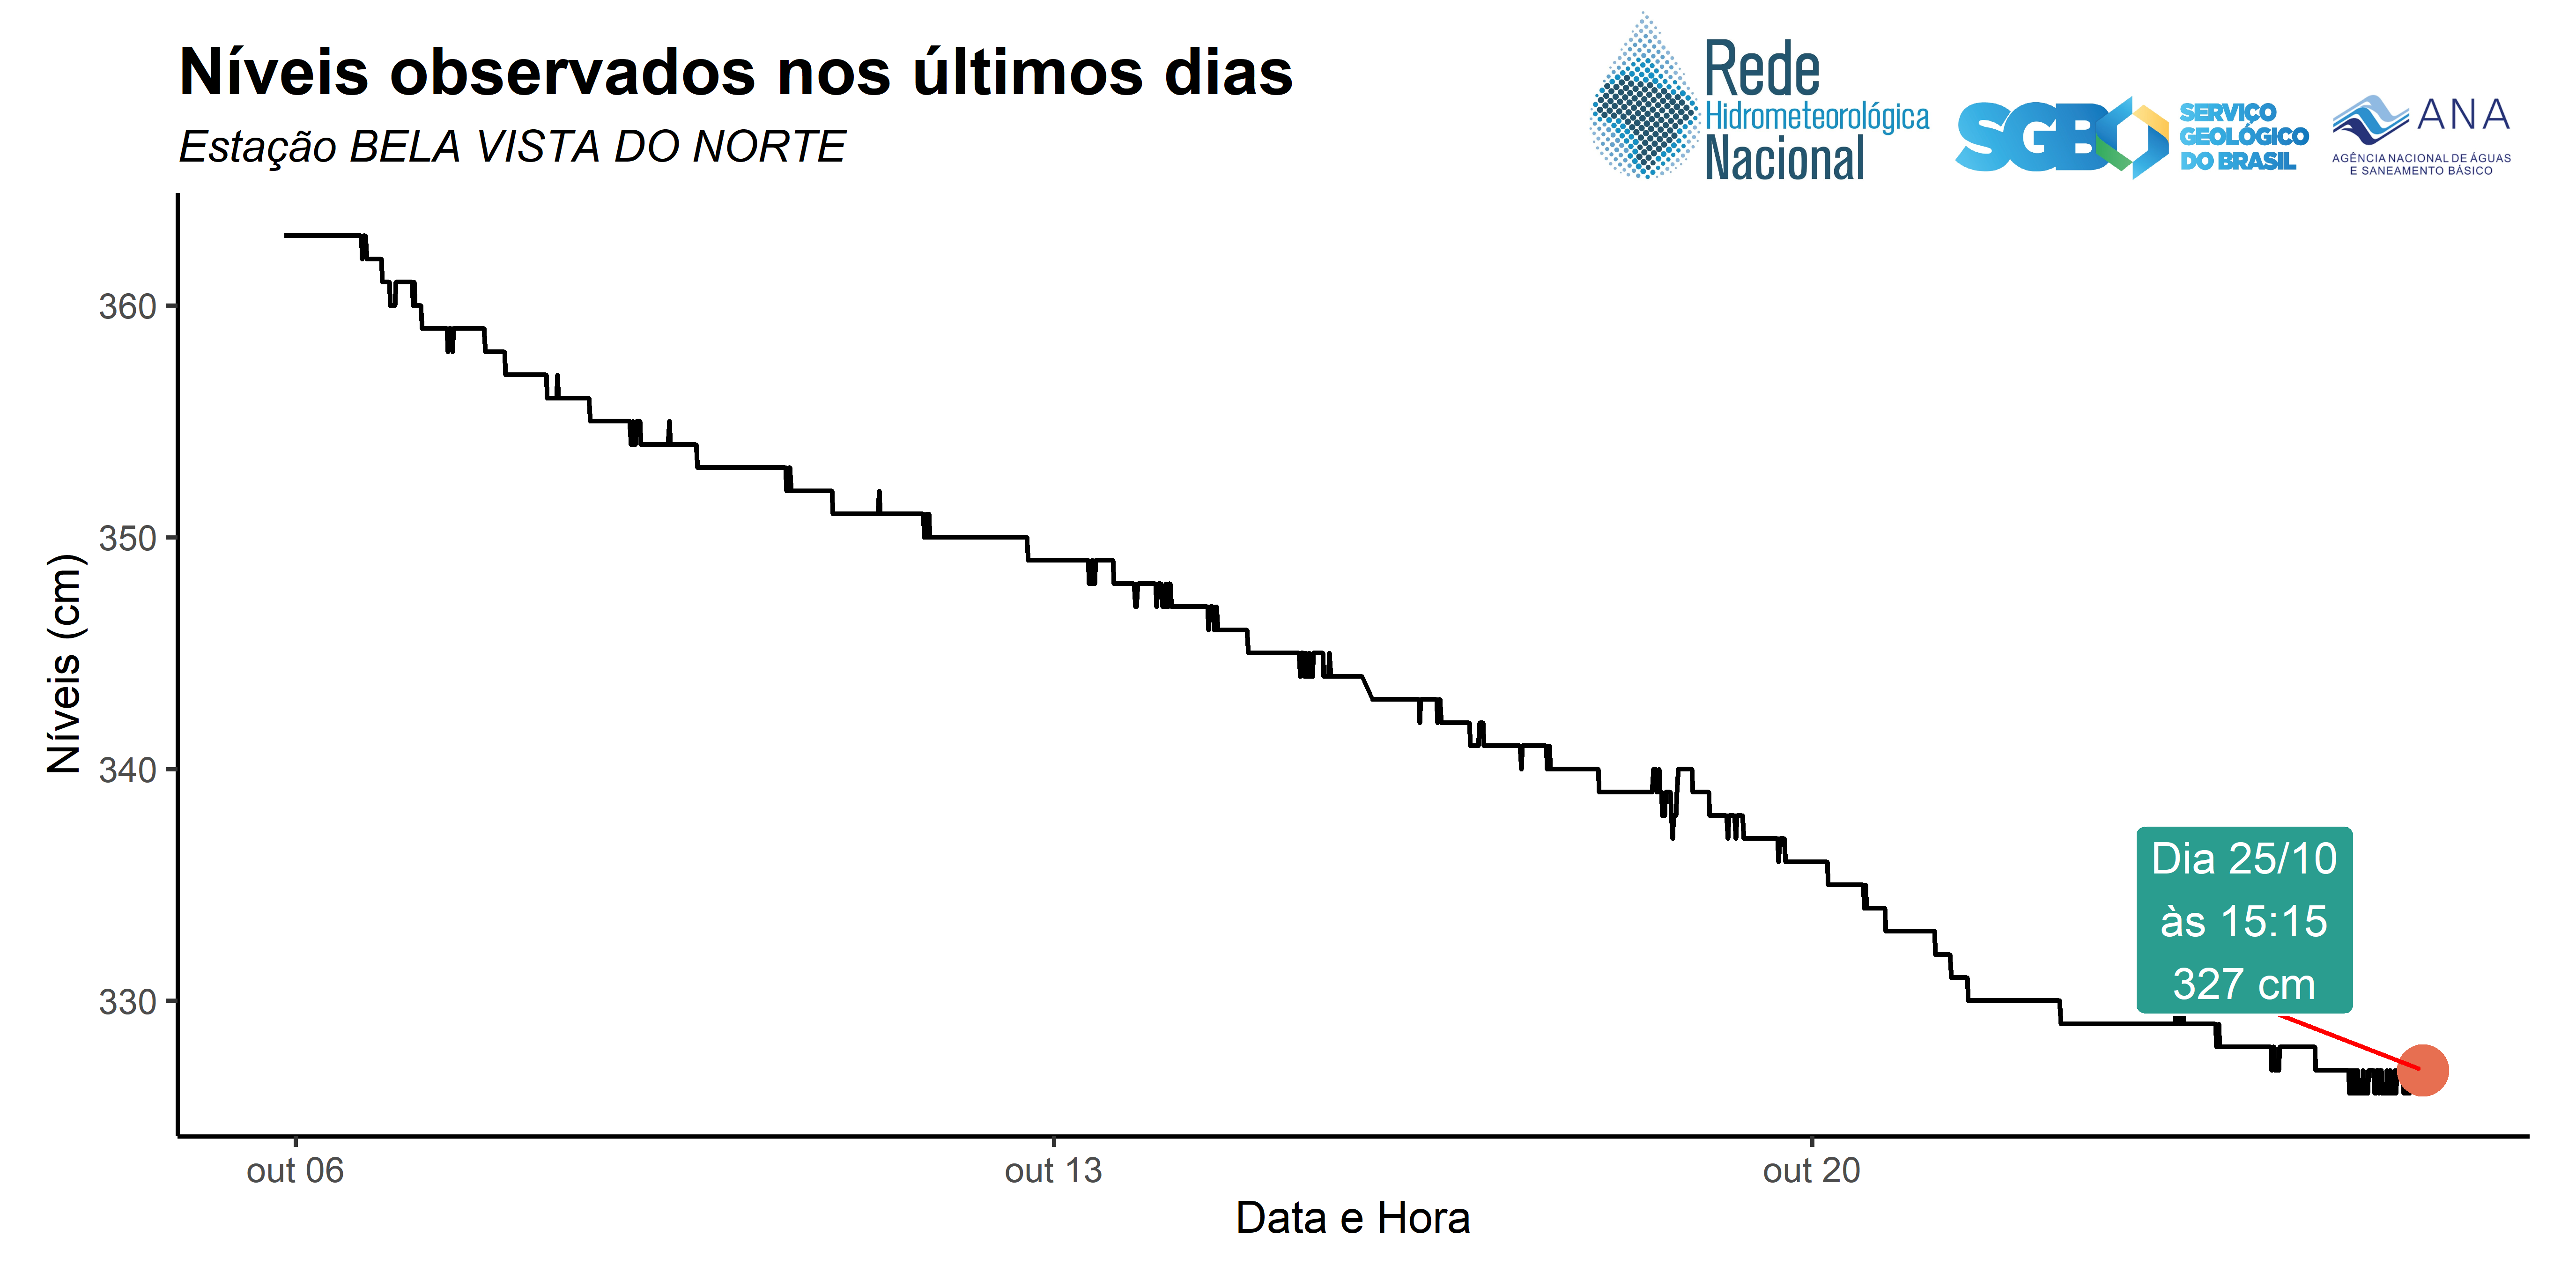 Níveis observados nos últimos dias
Estação BELA VISTA DO NORTE
Rede
Hidrometeorológica
Nacional
SGB
SERVIÇO
GEOLÓGICO
DO BRASIL
ANA
AGÊNCIA NACIONAL DE ÁGUAS
E SANEAMENTO BÁSICO
Níveis (cm)
360
350
340
330
Dia 25/10
às 15:15
327 cm
out 06
out 13
out 20
Data e Hora